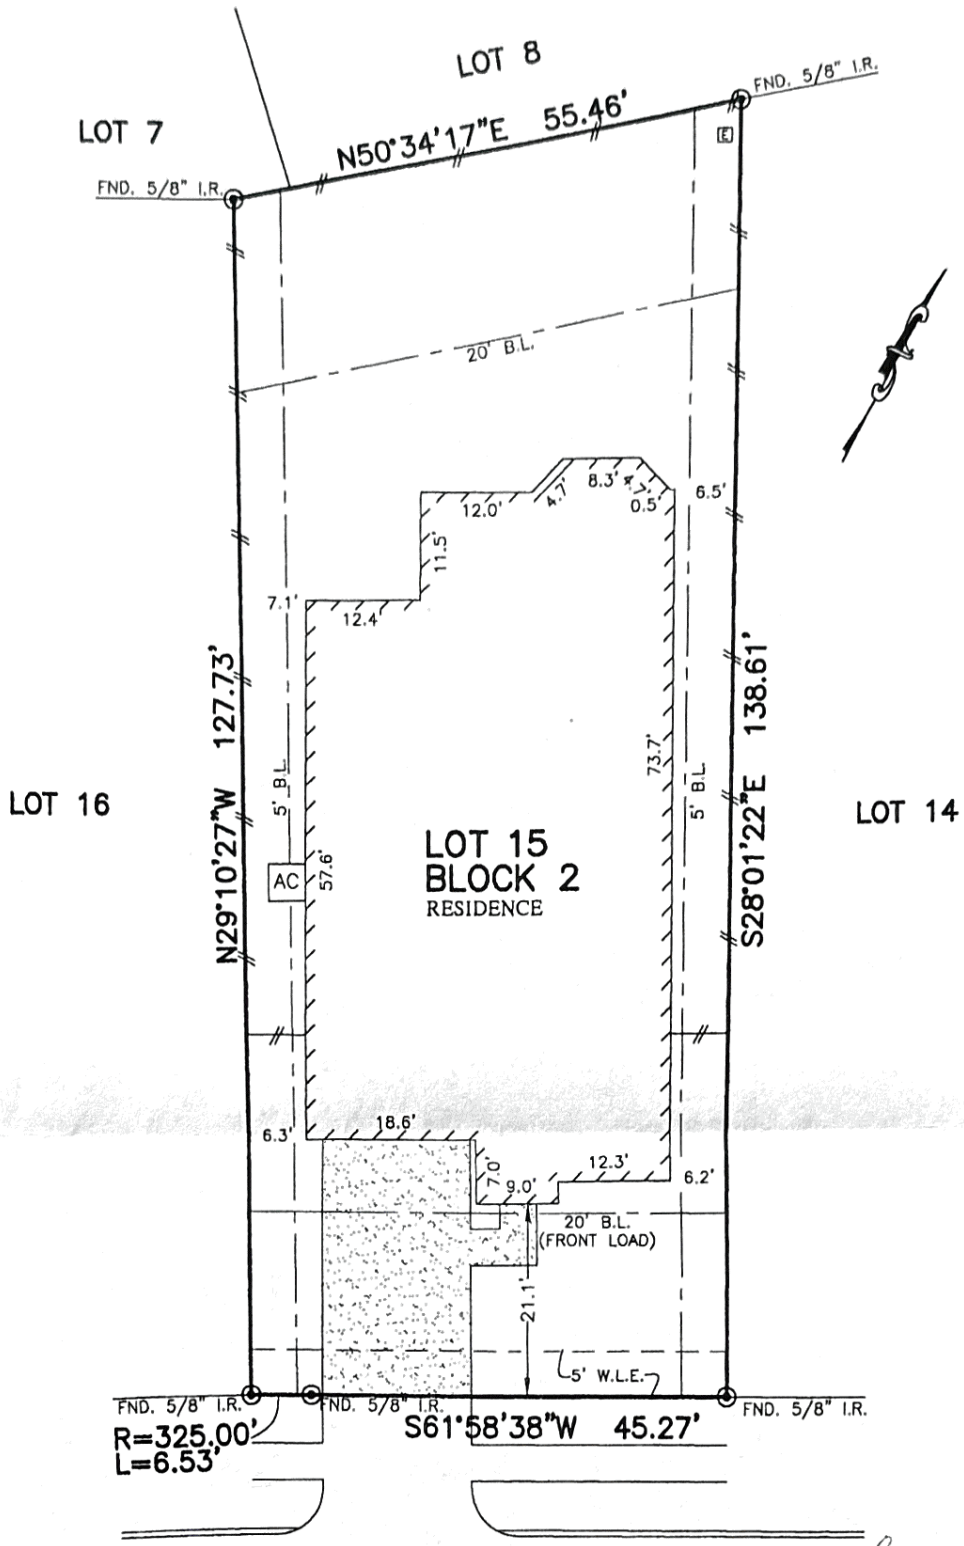 LOT 8
FND. 5/8" I.R.
LOT 7
N50°34'17"E 55.46'
E
FND. 5/8" I.R.
20' B.L.
12.0'
4.7'
8.3'
4.7'
0.5'
6.5'
11.5'
7.1'
12.4'
N29°10'27"W 127.73'
5' B.L.
73.7'
5' B.L.
S28°01'22"E 138.61'
LOT 16
LOT 14
LOT 15
BLOCK 2
RESIDENCE
AC
57.6'
6.3'
18.6'
7.0'
9.0'
12.3'
6.2'
20' B.L.
(FRONT LOAD)
21.1'
5' W.L.E.
FND. 5/8" I.R.
FND. 5/8" I.R.
FND. 5/8" I.R.
R=325.00'
L=6.53'
S61°58'38"W 45.27'